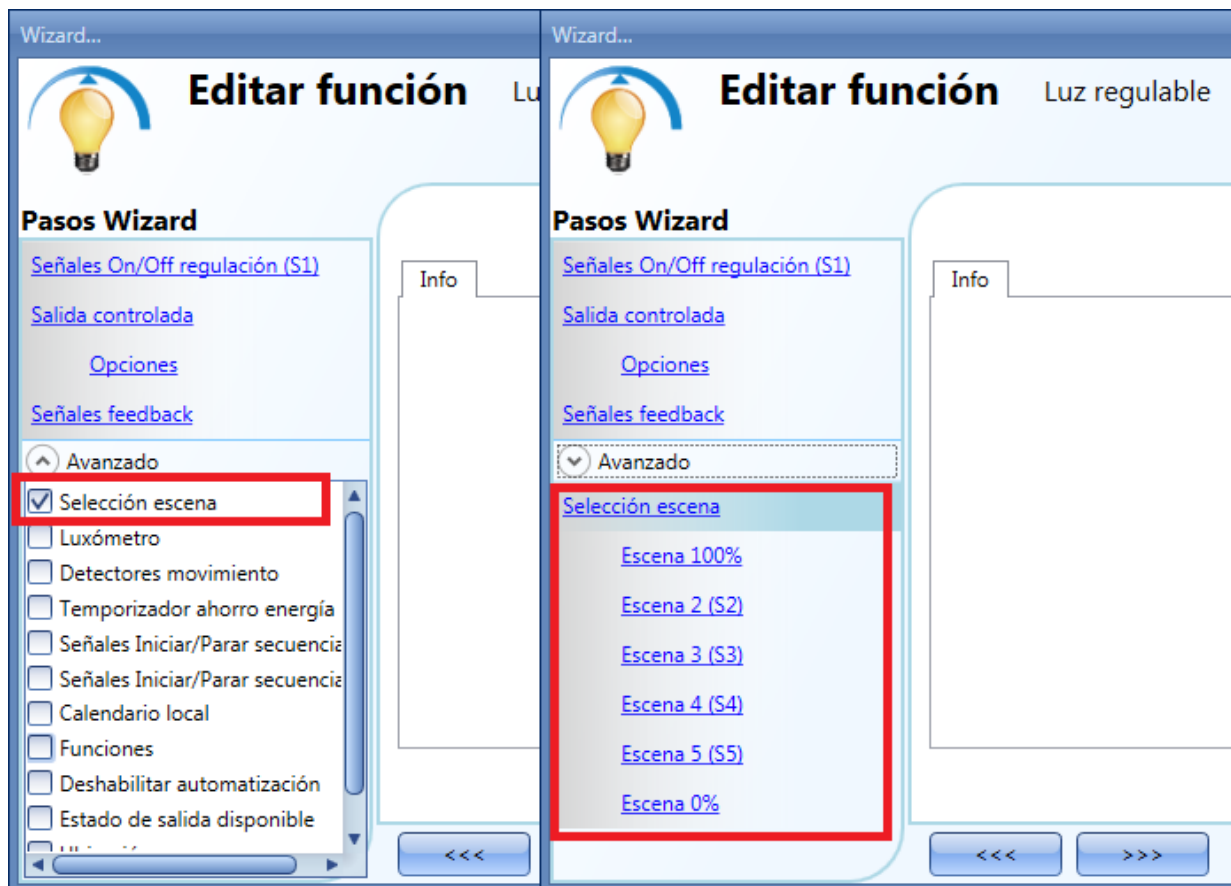 Wizard...
Editar función Lu
Pasos Wizard
Señales On/Off regulación (S1)
Salida controlada
Opciones
Señales feedback
Avanzado
Selección escena
Luxómetro
Detectores movimiento
Temporizador ahorro energía
Señales Iniciar/Parar secuencia
Señales Iniciar/Parar secuencia
Calendario local
Funciones
Deshabilitar automatización
Estado de salida disponible
Info
<<<
Wizard...
Editar función Luz regulable
Pasos Wizard
Señales On/Off regulación (S1)
Salida controlada
Opciones
Señales feedback
Avanzado
Selección escena
Escena 100%
Escena 2 (S2)
Escena 3 (S3)
Escena 4 (S4)
Escena 5 (S5)
Escena 0%
Info
<<< >>>